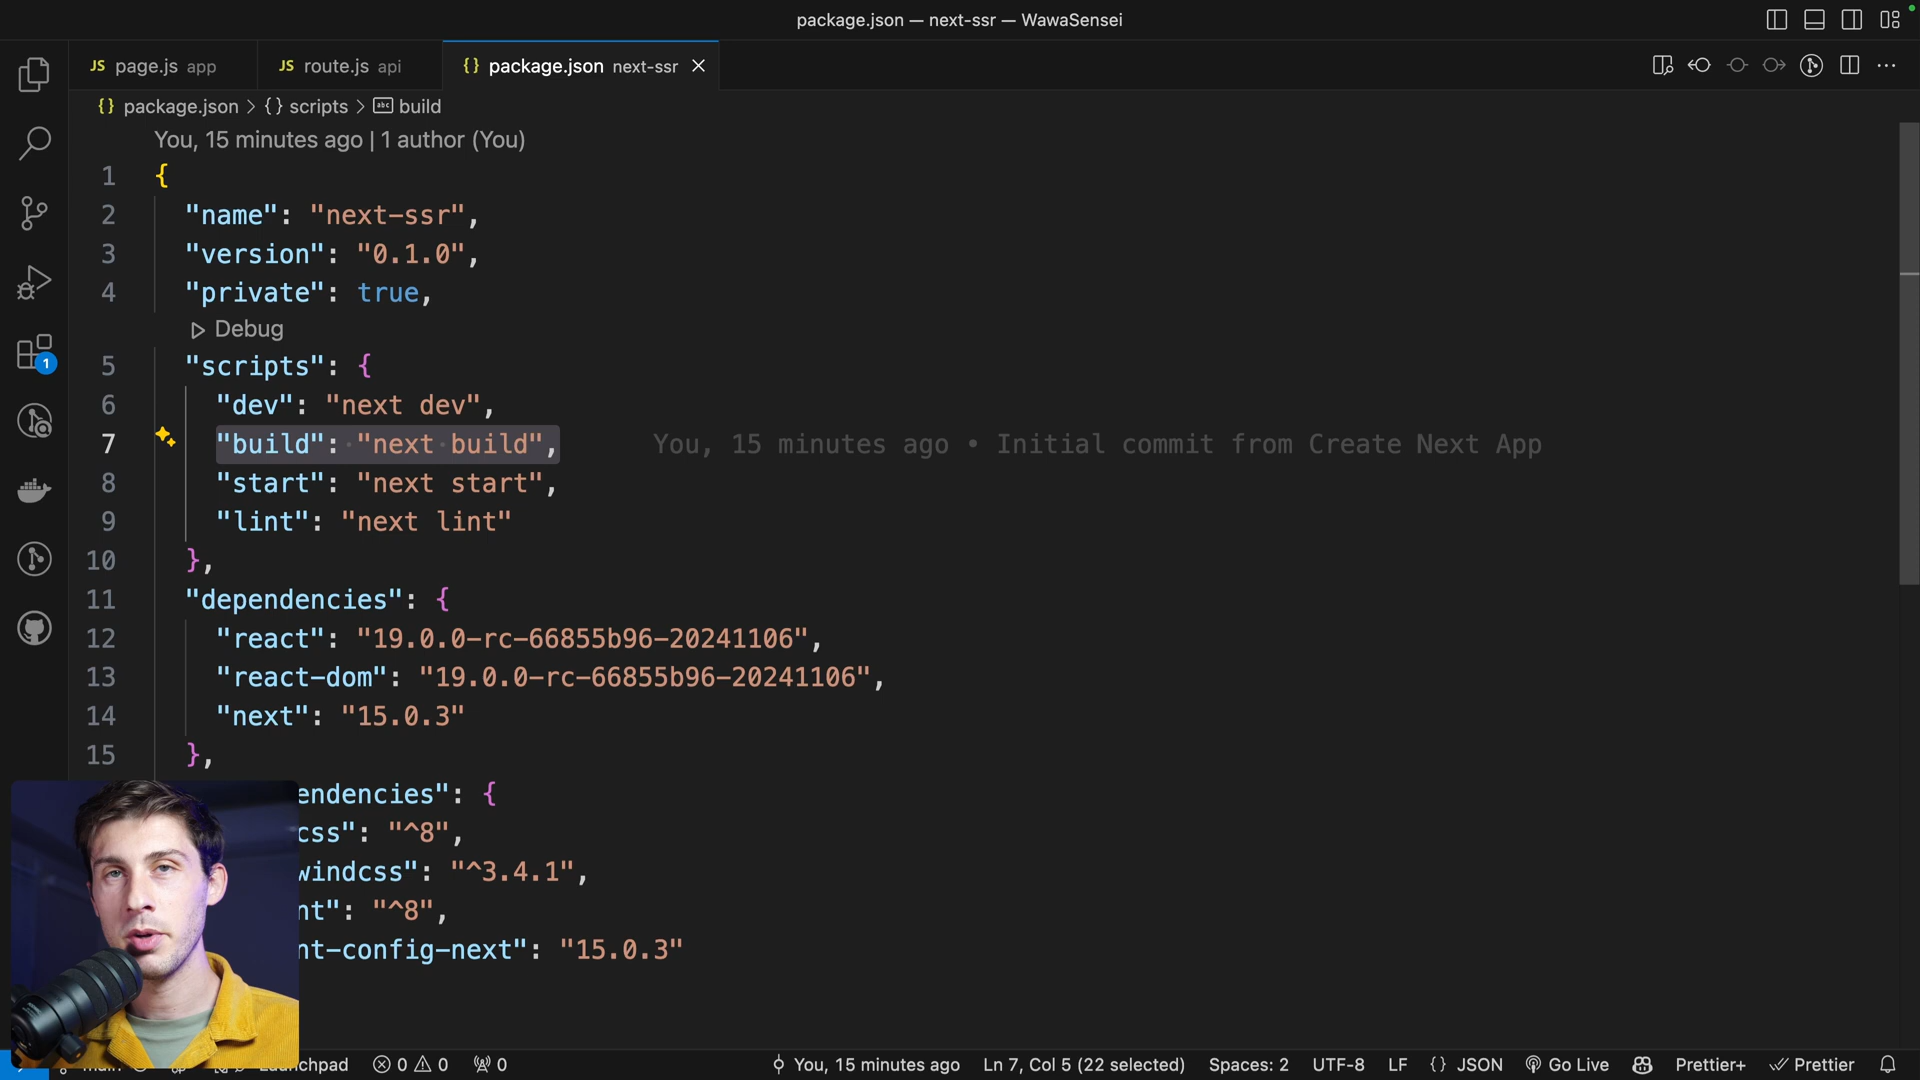 package.json — next-ssr — WawaSensei
JS page.js app
JS route.js api
{} package.json next-ssr
{} package.json > {} scripts > abc build
You, 15 minutes ago | 1 author (You)
1 {
2 "name": "next-ssr",
3 "version": "0.1.0",
4 "private": true,
Debug
5 "scripts": {
6 "dev": "next dev",
7 "build": "next build", You, 15 minutes ago • Initial commit from Create Next App
8 "start": "next start",
9 "lint": "next lint"
10 },
11 "dependencies": {
12 "react": "19.0.0-rc-66855b96-20241106",
13 "react-dom": "19.0.0-rc-66855b96-20241106",
14 "next": "15.0.3"
15 },
endencies": {
css": "^8",
windcss": "^3.4.1",
nt": "^8",
nt-config-next": "15.0.3"
1
0 0 0 You, 15 minutes ago Ln 7, Col 5 (22 selected) Spaces: 2 UTF-8 LF {} JSON Go Live Prettier+ Prettier